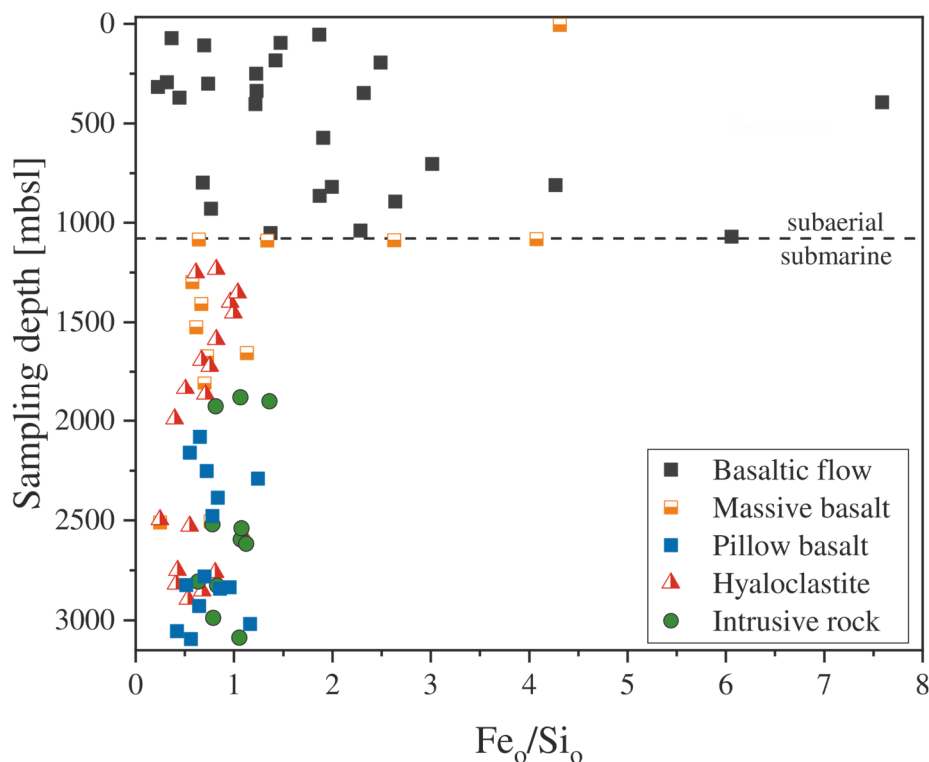 0
500
1000
1500
2000
2500
3000
Sampling depth [mbsl]
subaerial
submarine
Basaltic flow
Massive basalt
Pillow basalt
Hyaloclastite
Intrusive rock
0 1 2 3 4 5 6 7 8
Feₒ/Siₒ